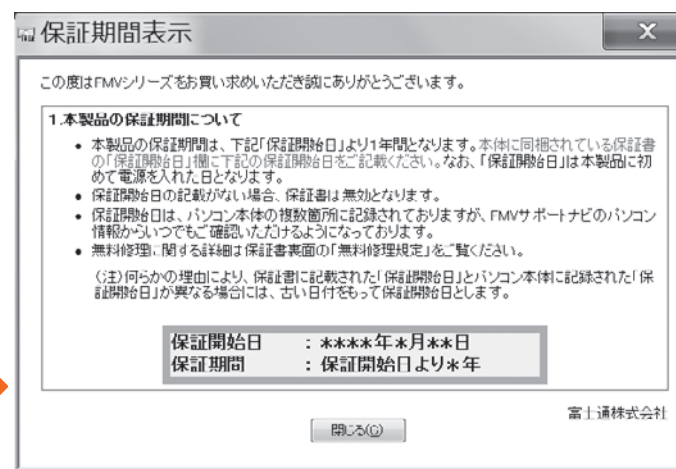 保証期間表示
この度はFMVシリーズをお買い求めいただき誠にありがとうございます。
1.本製品の保証期間について
• 本製品の保証期間は、下記「保証開始日」より1年間となります。本体に同梱されている保証書
の「保証開始日」欄に下記の保証開始日をご記載ください。なお、「保証開始日」は本製品に初
めて電源を入れた日となります。
• 保証開始日の記載がない場合、保証書は無効となります。
• 保証開始日は、パソコン本体の複数箇所に記録されておりますが、FMVサポートナビのパソコン
情報からいつでもご確認いただけるようになっております。
• 無料修理に関する詳細は保証書裏面の「無料修理規定」をご覧ください。
(注)何らかの理由により、保証書に記載された「保証開始日」とパソコン本体に記録された「保
証開始日」が異なる場合には、古い日付をもって保証開始日とします。
保証開始日 : ****年*月**日
保証期間 : 保証開始日より*年
富士通株式会社
閉じる(C)